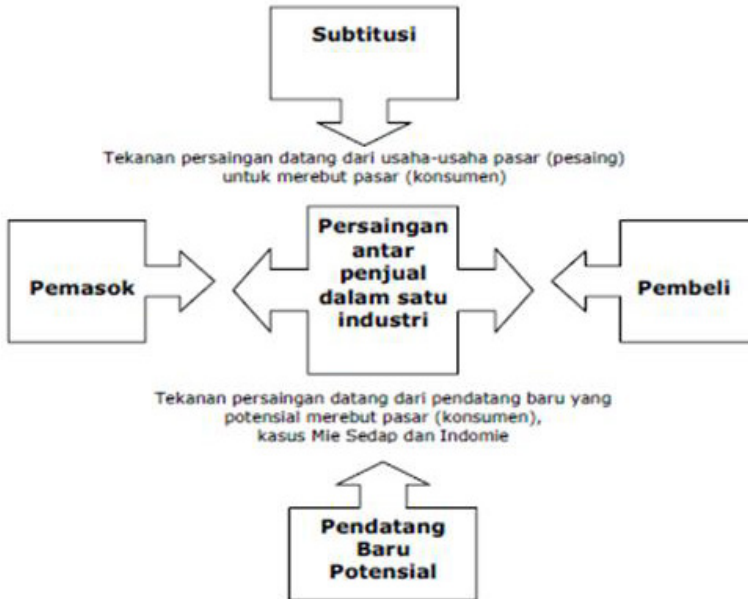 Subtitusi
Tekanan persaingan datang dari usaha-usaha pasar (pesaing)
untuk merebut pasar (konsumen)
Pemasok
Persaingan
antar
penjual
dalam satu
industri
Pembeli
Tekanan persaingan datang dari pendatang baru yang
potensial merebut pasar (konsumen),
kasus Mie Sedap dan Indomie
Pendatang
Baru
Potensial